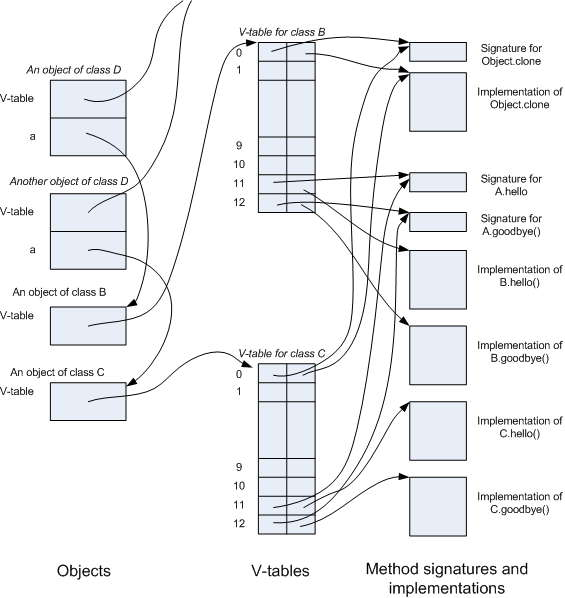 V-table for class B
0
1
9
10
11
12
An object of class D
V-table
a
Another object of class D
V-table
a
An object of class B
V-table
An object of class C
V-table
V-table for class C
0
1
9
10
11
12
Signature for
Object.clone
Implementation of
Object.clone
Signature for
A.hello
Signature for
A.goodbye()
Implementation of
B.hello()
Implementation of
B.goodbye()
Implementation of
C.hello()
Implementation of
C.goodbye()
Objects
V-tables
Method signatures and
implementations